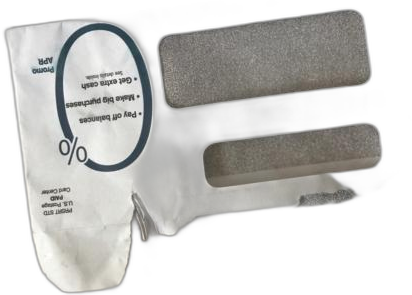 PRSRT STD
U.S. Postage
PAID
Card Center
0%
Promo
APR
• Pay off balances
• Make big purchases
• Get extra cash
See details inside.